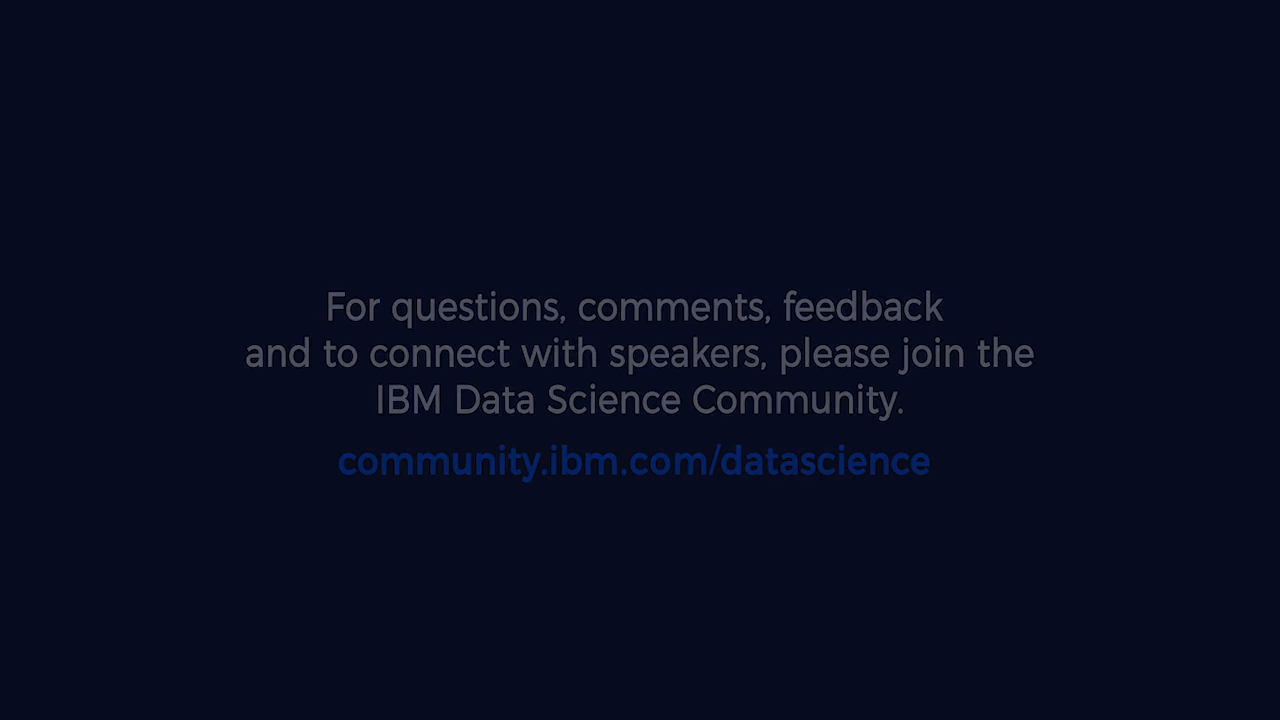 For questions, comments, feedback
and to connect with speakers, please join the
IBM Data Science Community.
community.ibm.com/datascience